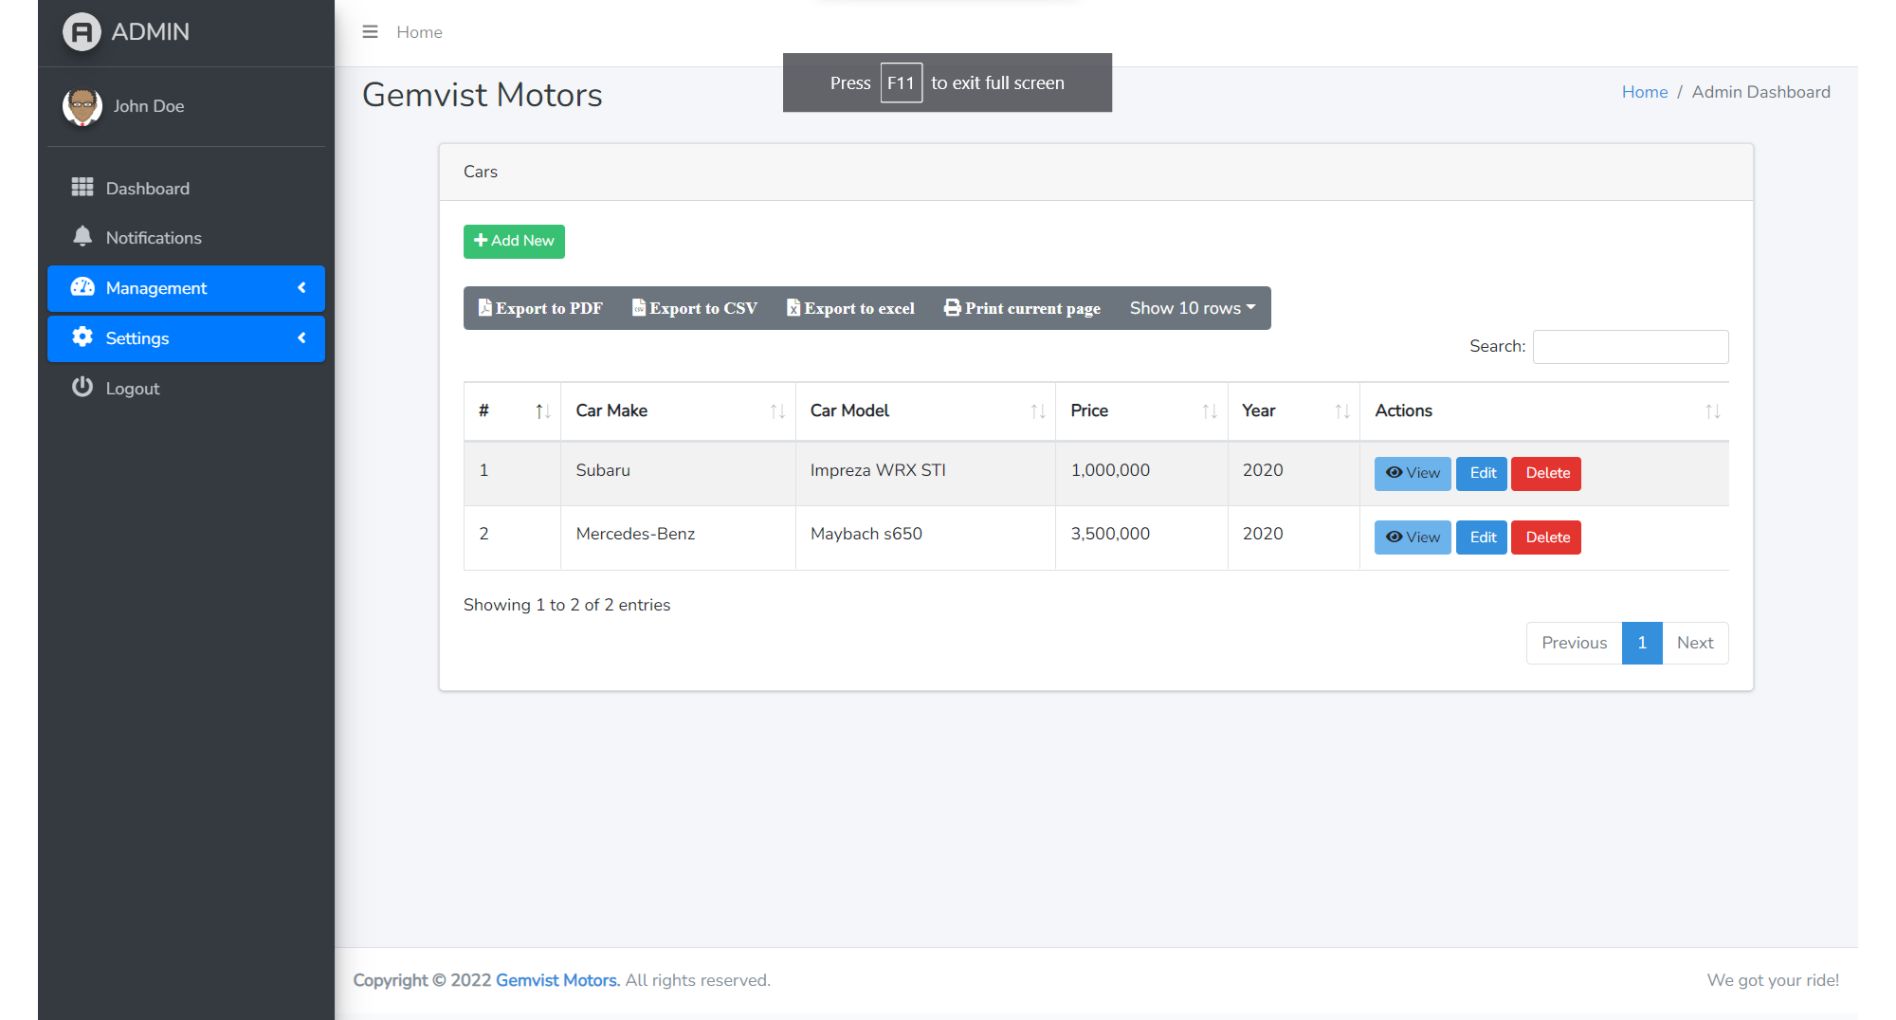 ADMIN
Home
Press F11 to exit full screen
John Doe
Gemvist Motors
Home / Admin Dashboard
Dashboard
Notifications
Management
Settings
Logout
Cars
Add New
Export to PDF Export to CSV Export to excel Print current page Show 10 rows
Search:
# Car Make Car Model Price Year Actions
1 Subaru Impreza WRX STI 1,000,000 2020 View Edit Delete
2 Mercedes-Benz Maybach s650 3,500,000 2020 View Edit Delete
Showing 1 to 2 of 2 entries
Previous 1 Next
Copyright © 2022 Gemvist Motors. All rights reserved.
We got your ride!